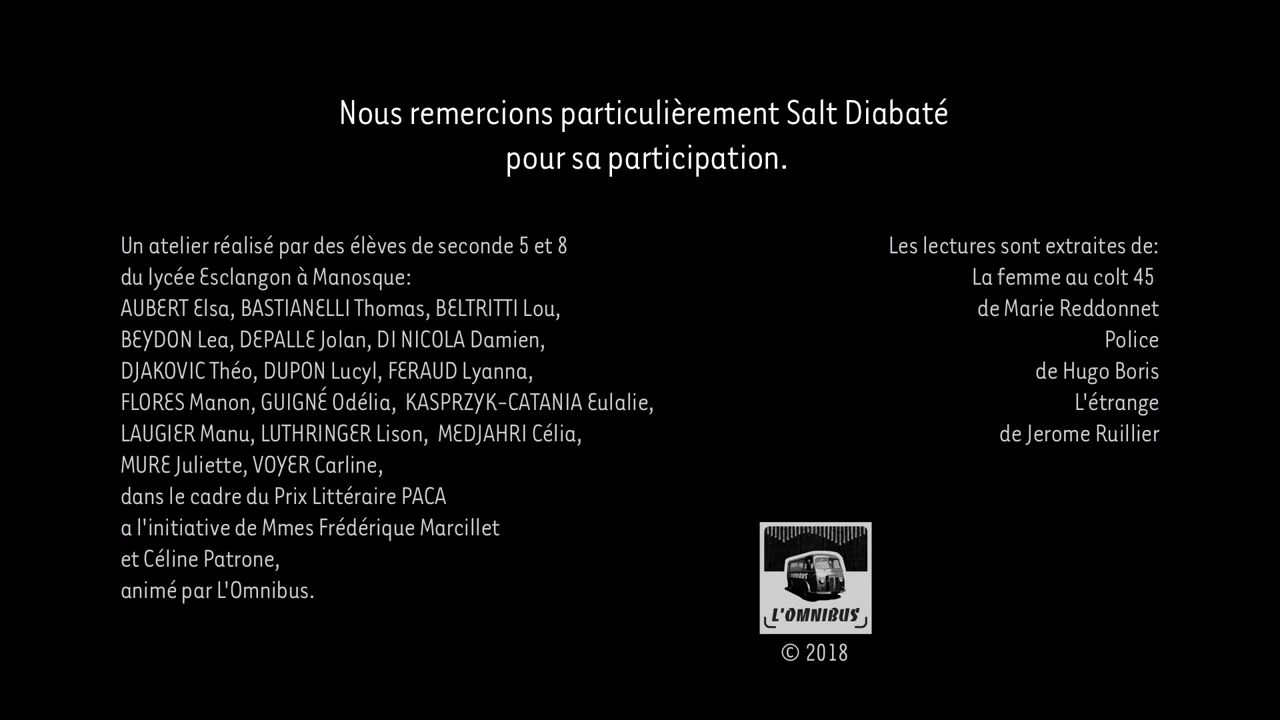 Nous remercions particulièrement Salt Diabaté
pour sa participation.
Un atelier réalisé par des élèves de seconde 5 et 8
du lycée Esclangon à Manosque:
AUBERT Elsa, BASTIANELLI Thomas, BELTRITTI Lou,
BEYDON Lea, DEPALLE Jolan, DI NICOLA Damien,
DJAKOVIC Théo, DUPON Lucyl, FERAUD Lyanna,
FLORES Manon, GUIGNÉ Odélia, KASPRZYK-CATANIA Eulalie,
LAUGIER Manu, LUTHRINGER Lison, MEDJAHRI Célia,
MURE Juliette, VOYER Carline,
dans le cadre du Prix Littéraire PACA
a l'initiative de Mmes Frédérique Marcillet
et Céline Patrone,
animé par L'Omnibus.
Les lectures sont extraites de:
La femme au colt 45
de Marie Reddonnet
Police
de Hugo Boris
L'étrange
de Jerome Ruillier
OMNIBUS
L'OMNIBUS
© 2018